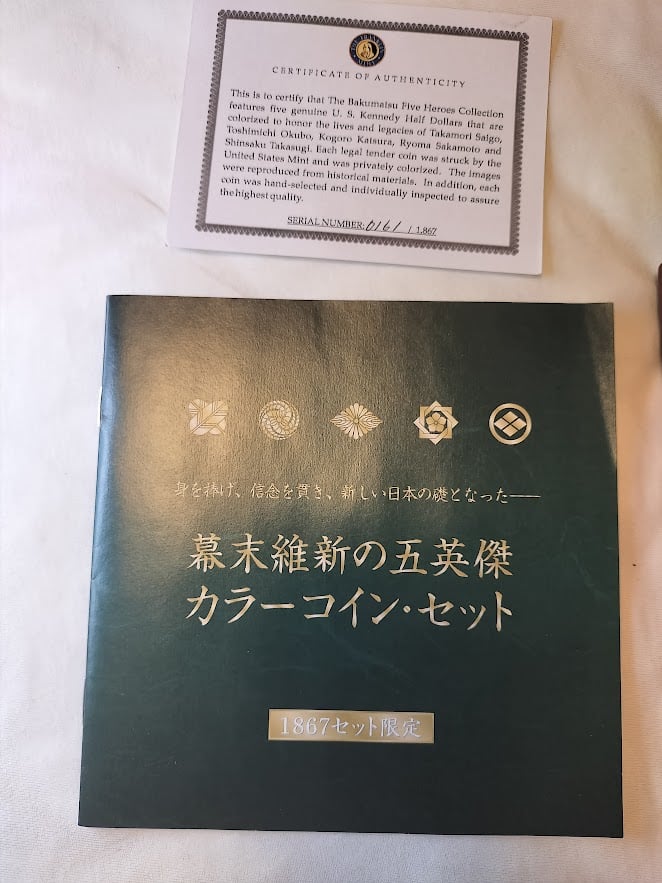 THE FRANKLIN MINT
CERTIFICATE OF AUTHENTICITY
This is to certify that The Bakumatsu Five Heroes Collection
features five genuine U. S. Kennedy Half Dollars that are
colorized to honor the lives and legacies of Takamori Saigo,
Toshimichi Okubo, Kogoro Katsura, Ryoma Sakamoto and
Shinsaku Takasugi. Each legal tender coin was struck by the
United States Mint and was privately colorized. The images
were reproduced from historical materials. In addition, each
coin was hand-selected and individually inspected to assure
the highest quality.
SERIAL NUMBER: 0161 / 1,867
身を捧げ、信念を貫き、新しい日本の礎となった――
幕末維新の五英傑
カラーコイン・セット
1867セット限定